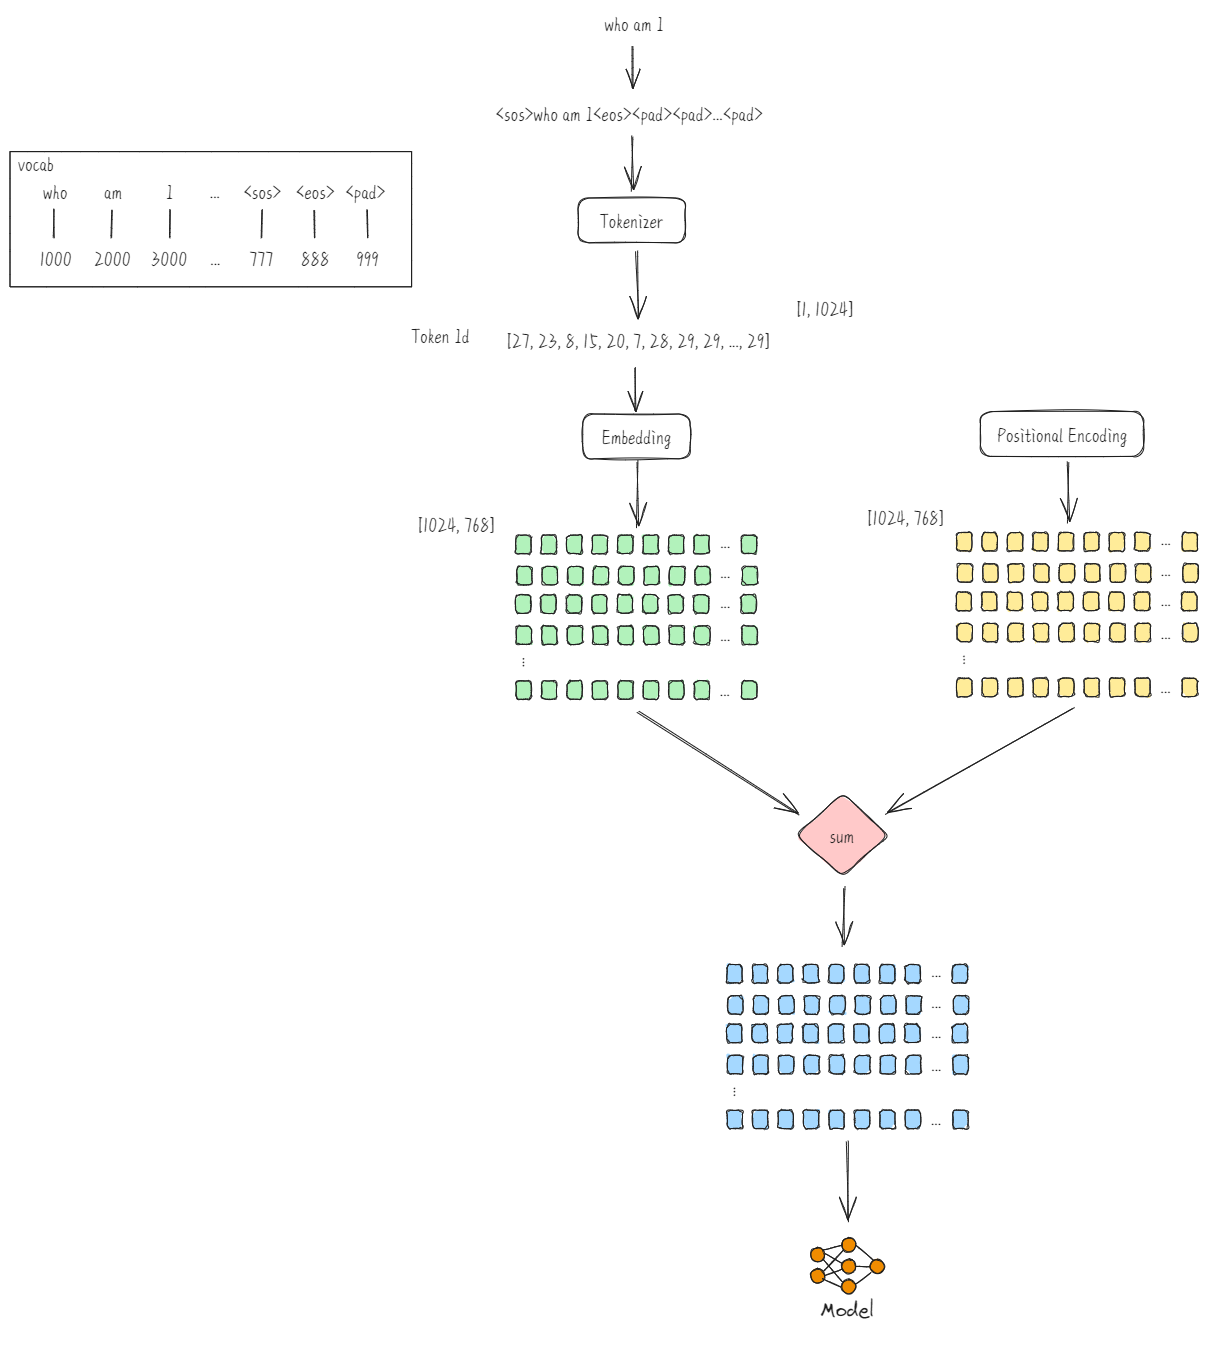 who am I
<sos>who am I<eos><pad><pad>...<pad>
vocab
who am I ... <sos> <eos> <pad>
1000 2000 3000 ... 777 888 999
Tokenizer
[1, 1024]
Token Id [27, 23, 8, 15, 20, 7, 28, 29, 29, ..., 29]
Embedding
Positional Encoding
[1024, 768]
[1024, 768]
...
...
...
...
...
...
...
...
...
...
...
...
sum
...
...
...
...
...
...
Model